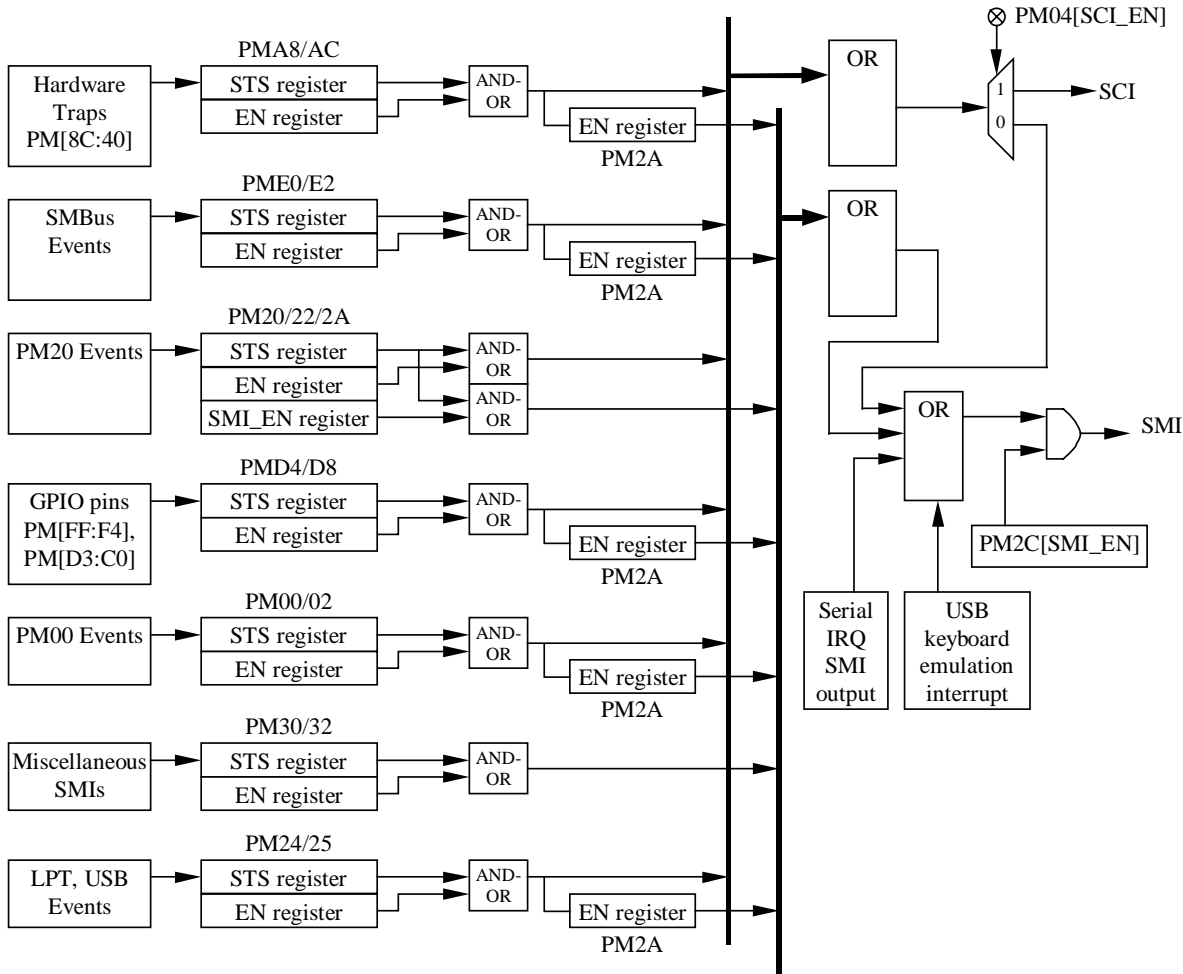 PM04[SCI_EN]
PMA8/AC
Hardware
Traps
PM[8C:40]
STS register
EN register
AND-
OR
EN register
PM2A
OR
1
0
SCI
PME0/E2
SMBus
Events
STS register
EN register
AND-
OR
EN register
PM2A
OR
PM20/22/2A
PM20 Events
STS register
EN register
SMI_EN register
AND-
OR
AND-
OR
OR
SMI
PM2C[SMI_EN]
PMD4/D8
GPIO pins
PM[FF:F4],
PM[D3:C0]
STS register
EN register
AND-
OR
EN register
PM2A
Serial
IRQ
SMI
output
USB
keyboard
emulation
interrupt
PM00/02
PM00 Events
STS register
EN register
AND-
OR
EN register
PM2A
PM30/32
Miscellaneous
SMIs
STS register
EN register
AND-
OR
PM24/25
LPT, USB
Events
STS register
EN register
AND-
OR
EN register
PM2A